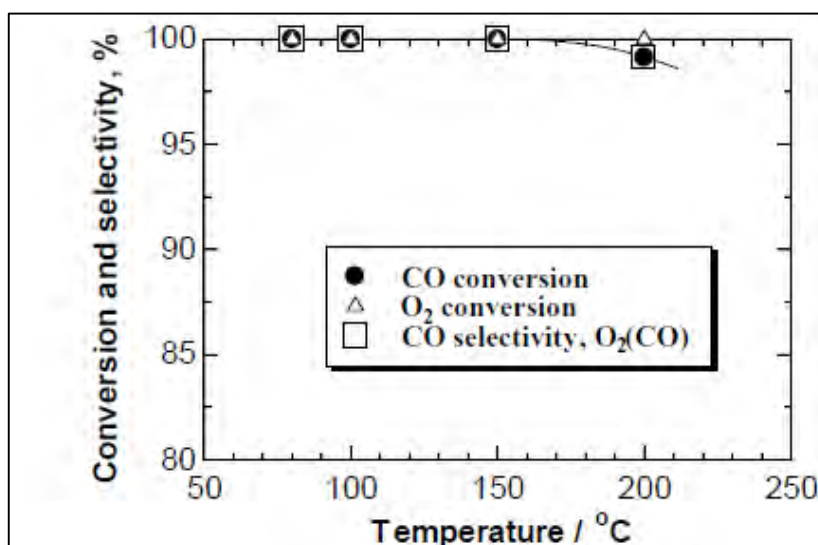 Conversion and selectivity, %
100
95
90
85
80
CO conversion
O₂ conversion
CO selectivity, O₂(CO)
50
100
150
200
250
Temperature / °C